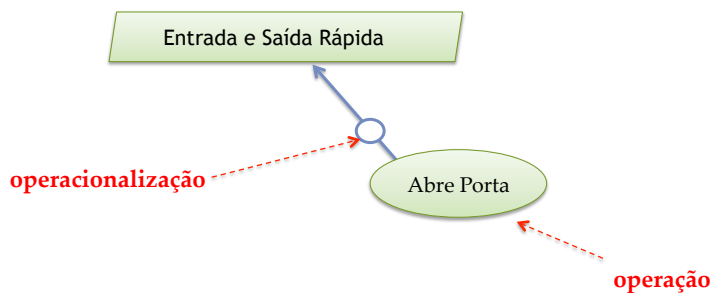 Entrada e Saída Rápida
operacionalização
Abre Porta
operação